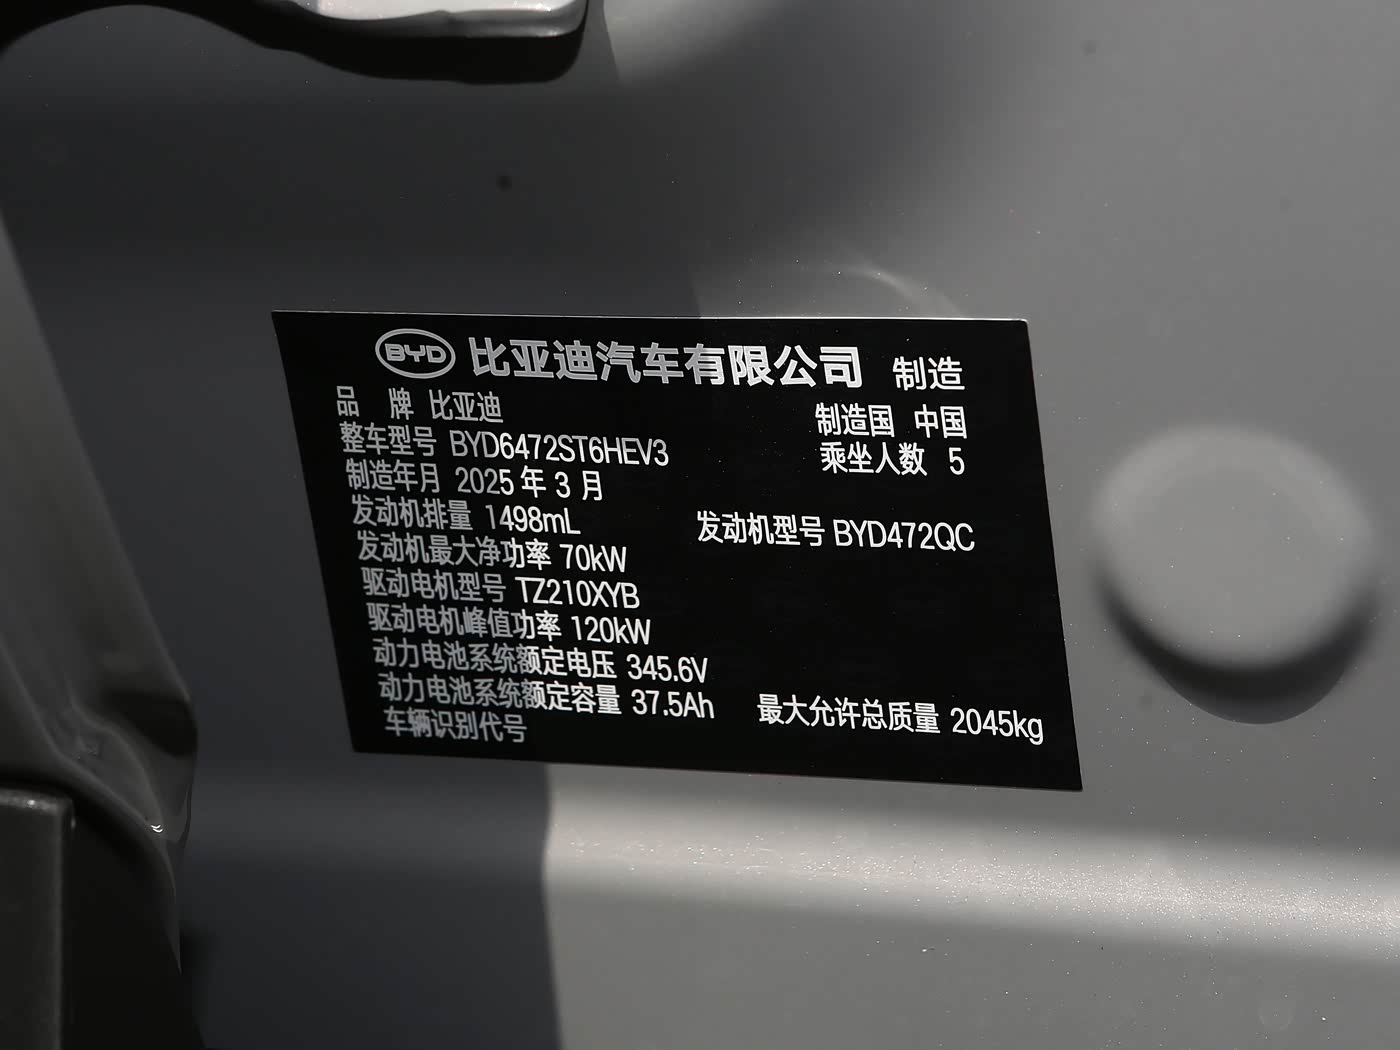 BYD 比亚迪汽车有限公司 制造
品 牌 比亚迪 制造国 中国
整车型号 BYD6472ST6HEV3 乘坐人数 5
制造年月 2025 年 3 月
发动机排量 1498mL 发动机型号 BYD472QC
发动机最大净功率 70kW
驱动电机型号 TZ210XYB
驱动电机峰值功率 120kW
动力电池系统额定电压 345.6V
动力电池系统额定容量 37.5Ah 最大允许总质量 2045kg
车辆识别代号